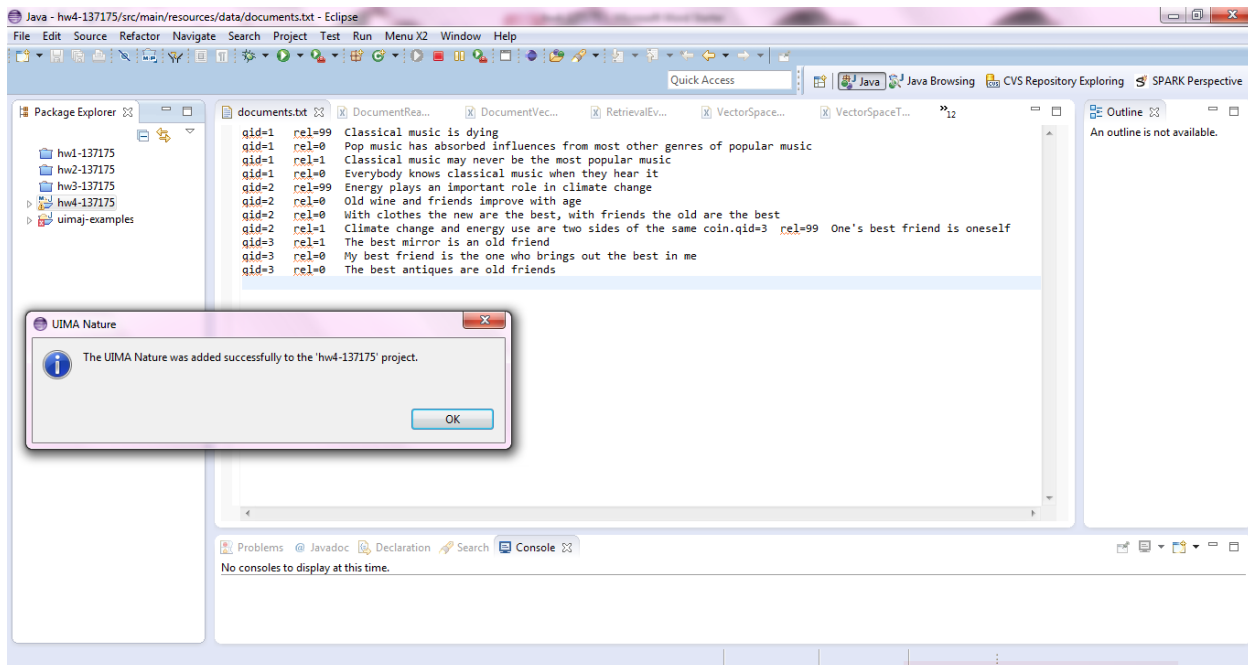 Java - hw4-137175/src/main/resources/data/documents.txt - Eclipse
File Edit Source Refactor Navigate Search Project Test Run Menu X2 Window Help
Quick Access
Java
Java Browsing
CVS Repository Exploring
SPARK Perspective
Package Explorer
hw1-137175
hw2-137175
hw3-137175
hw4-137175
uimaj-examples
documents.txt
DocumentRea...
DocumentVec...
RetrievalEv...
VectorSpace...
VectorSpaceT...
»12
qid=1 rel=99 Classical music is dying
qid=1 rel=0 Pop music has absorbed influences from most other genres of popular music
qid=1 rel=1 Classical music may never be the most popular music
qid=1 rel=0 Everybody knows classical music when they hear it
qid=2 rel=99 Energy plays an important role in climate change
qid=2 rel=0 Old wine and friends improve with age
qid=2 rel=0 With clothes the new are the best, with friends the old are the best
qid=2 rel=1 Climate change and energy use are two sides of the same coin.qid=3 rel=99 One's best friend is oneself
qid=3 rel=1 The best mirror is an old friend
qid=3 rel=0 My best friend is the one who brings out the best in me
qid=3 rel=0 The best antiques are old friends
Outline
An outline is not available.
UIMA Nature
The UIMA Nature was added successfully to the 'hw4-137175' project.
OK
Problems
@ Javadoc
Declaration
Search
Console
No consoles to display at this time.